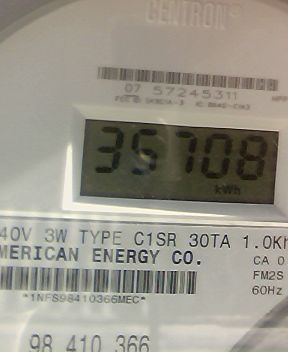 CENTRON®
07 57245311
35708
kWh
40V 3W TYPE C1SR 30TA 1.0Kh
MERICAN ENERGY CO.
CA 0
FM2S
60Hz
*1NFS98410366MEC*
98 410 366